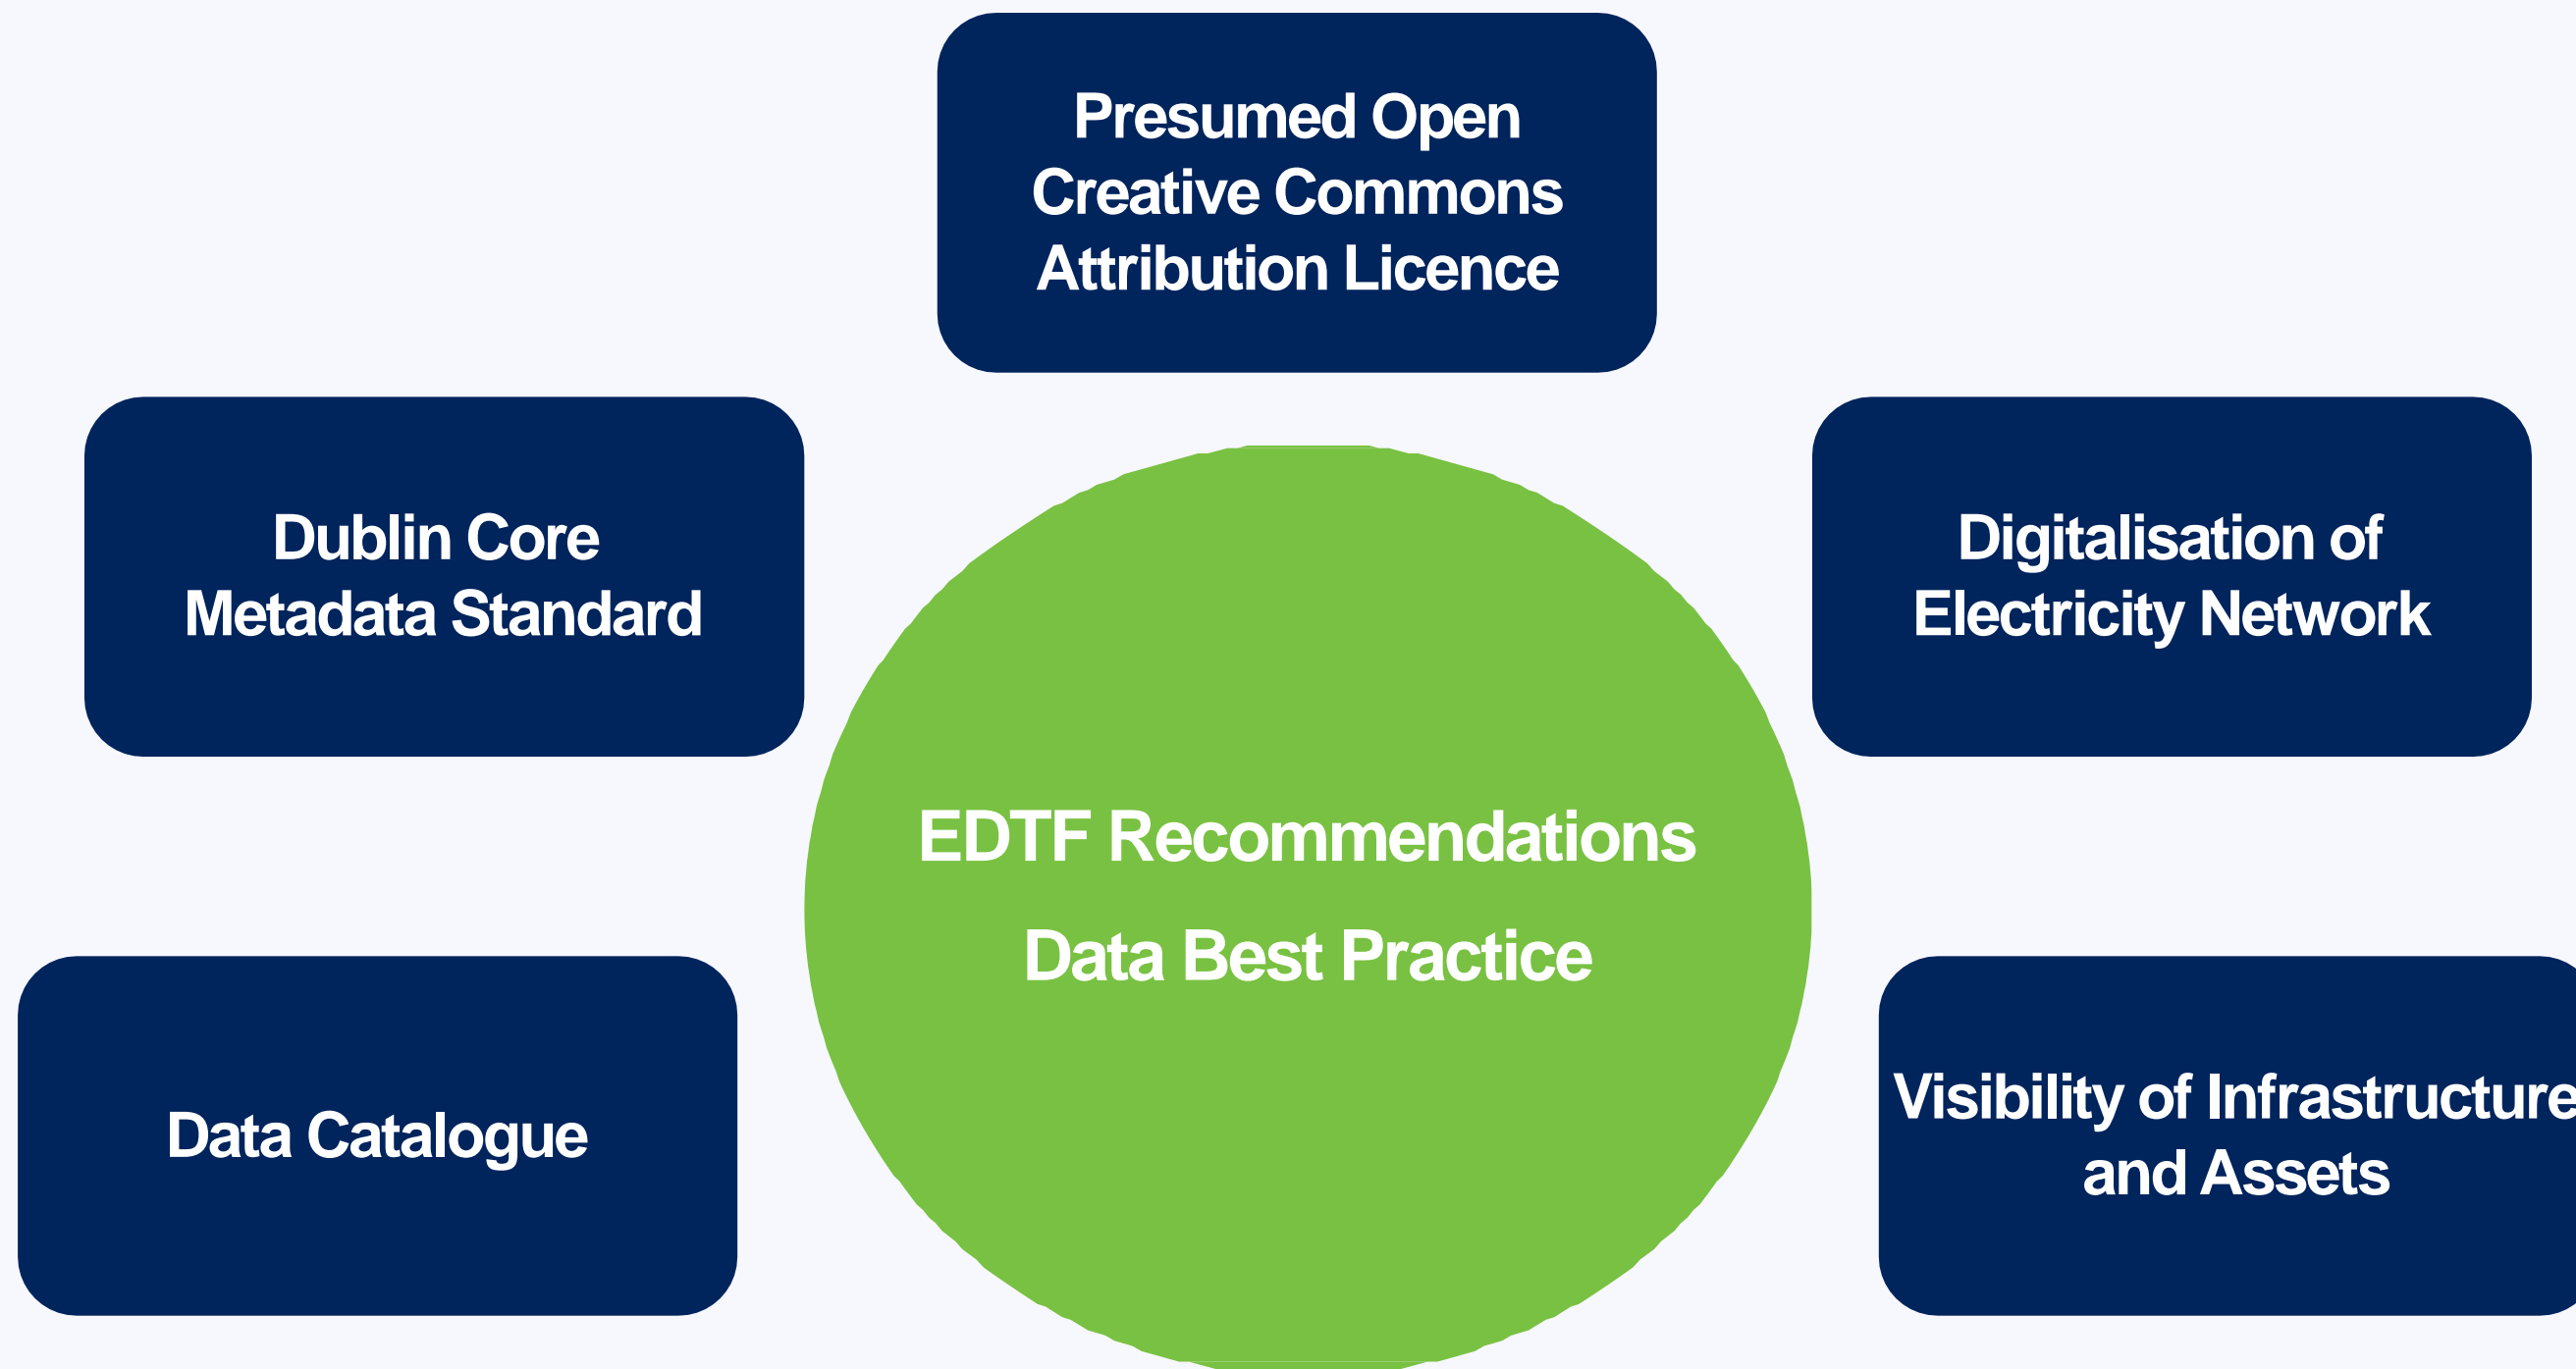 Presumed Open
Creative Commons
Attribution Licence
Dublin Core
Metadata Standard
Digitalisation of
Electricity Network
EDTF Recommendations
Data Best Practice
Data Catalogue
Visibility of Infrastructure
and Assets